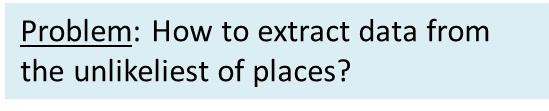 Problem: How to extract data from
the unlikeliest of places?